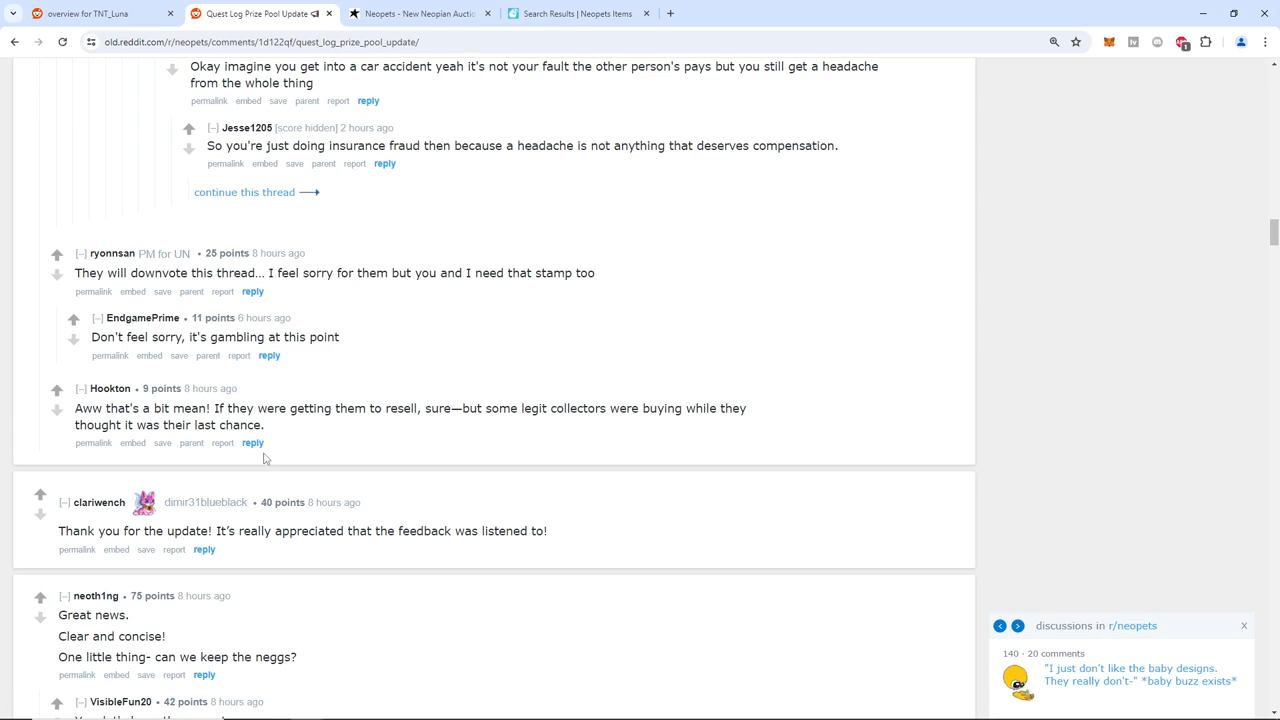 overview for TNT_Luna
Quest Log Prize Pool Update
Neopets - New Neopian Auctio
Search Results | Neopets Items
old.reddit.com/r/neopets/comments/1d122qf/quest_log_prize_pool_update/
Okay imagine you get into a car accident yeah it's not your fault the other person's pays but you still get a headache
from the whole thing
permalink embed save parent report reply
[–] Jesse1205 [score hidden] 2 hours ago
So you're just doing insurance fraud then because a headache is not anything that deserves compensation.
permalink embed save parent report reply
continue this thread
[–] ryonnsan PM for UN • 25 points 8 hours ago
They will downvote this thread... I feel sorry for them but you and I need that stamp too
permalink embed save parent report reply
[–] EndgamePrime • 11 points 6 hours ago
Don't feel sorry, it's gambling at this point
permalink embed save parent report reply
[–] Hookton • 9 points 8 hours ago
Aww that's a bit mean! If they were getting them to resell, sure—but some legit collectors were buying while they
thought it was their last chance.
permalink embed save parent report reply
[–] clariwench dimir31blueblack • 40 points 8 hours ago
Thank you for the update! It's really appreciated that the feedback was listened to!
permalink embed save report reply
[–] neoth1ng • 75 points 8 hours ago
Great news.
Clear and concise!
One little thing- can we keep the neggs?
permalink embed save report reply
[–] VisibleFun20 • 42 points 8 hours ago
discussions in r/neopets X
140 · 20 comments
"I just don't like the baby designs.
They really don't-" *baby buzz exists*